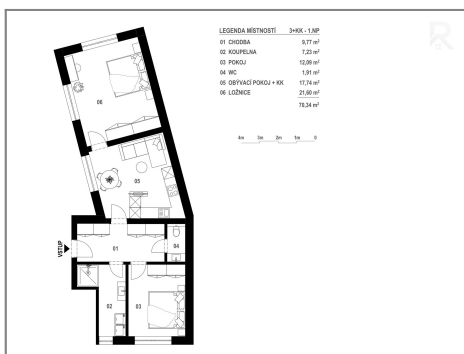 LEGENDA MÍSTNOSTÍ 3+KK - 1.NP
01 CHODBA 9,77 m²
02 KOUPELNA 7,23 m²
03 POKOJ 12,09 m²
04 WC 1,91 m²
05 OBÝVACÍ POKOJ + KK 17,74 m²
06 LOŽNICE 21,60 m²
70,34 m²
4m 3m 2m 1m 0
06
05
VSTUP
01
04
02
03
R